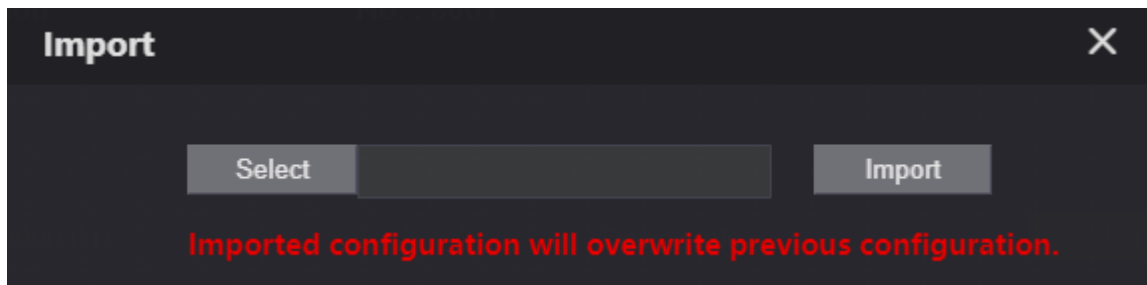 Import
Select Import
Imported configuration will overwrite previous configuration.